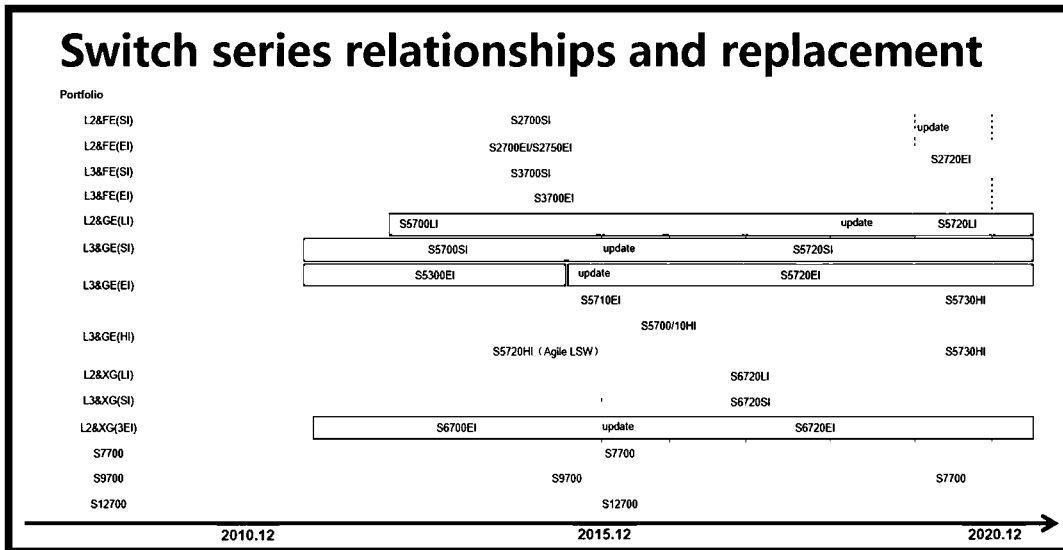 Switch series relationships and replacement
Portfolio
L2&FE(SI) S2700SI update
L2&FE(EI) S2700EI/S2750EI S2720EI
L3&FE(SI) S3700SI
L3&FE(EI) S3700EI
L2&GE(LI) S5700LI update S5720LI
L3&GE(SI) S5700SI update S5720SI
L3&GE(EI) S5300EI update S5720EI
S5710EI S5730HI
L3&GE(HI) S5700/10HI
S5720HI（Agile LSW） S5730HI
L2&XG(LI) S6720LI
L3&XG(SI) S6720SI
L2&XG(3EI) S6700EI update S6720EI
S7700 S7700
S9700 S9700 S7700
S12700 S12700
2010.12 2015.12 2020.12